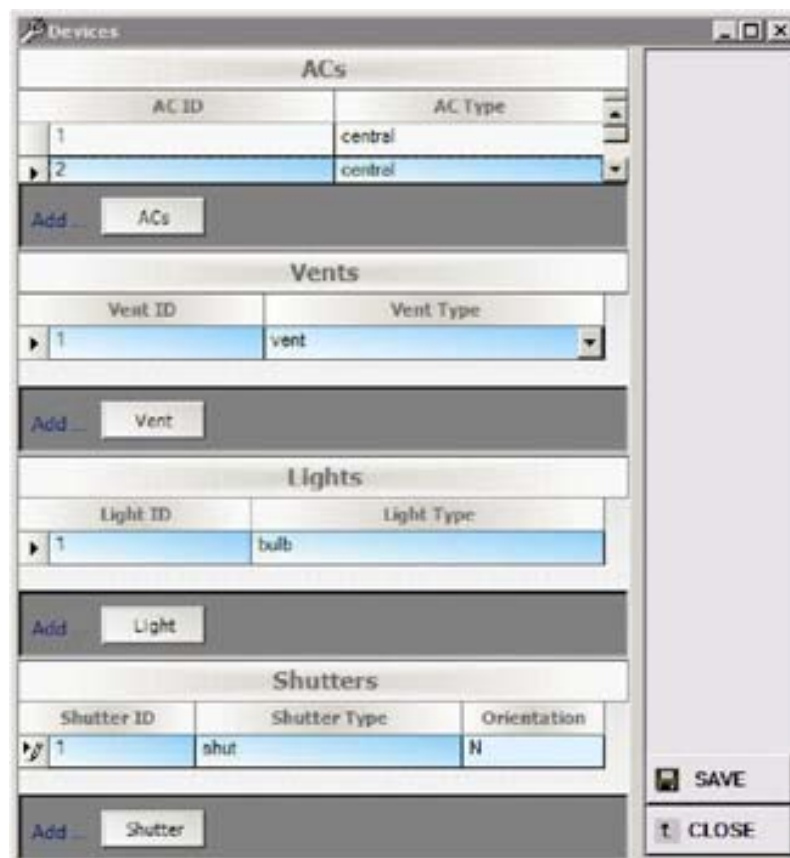 Devices
ACs
AC ID AC Type
1 central
2 central
Add ... ACs
Vents
Vent ID Vent Type
1 vent
Add ... Vent
Lights
Light ID Light Type
1 bulb
Add ... Light
Shutters
Shutter ID Shutter Type Orientation
1 shut N
Add ... Shutter
SAVE
CLOSE